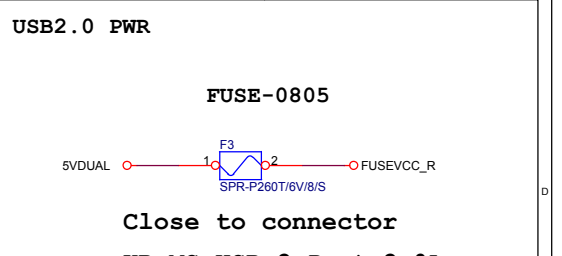 USB2.0 PWR
FUSE-0805
F3
5VDUAL 1 2 FUSEVCC_R
SPR-P260T/6V/8/S
D
Close to connector